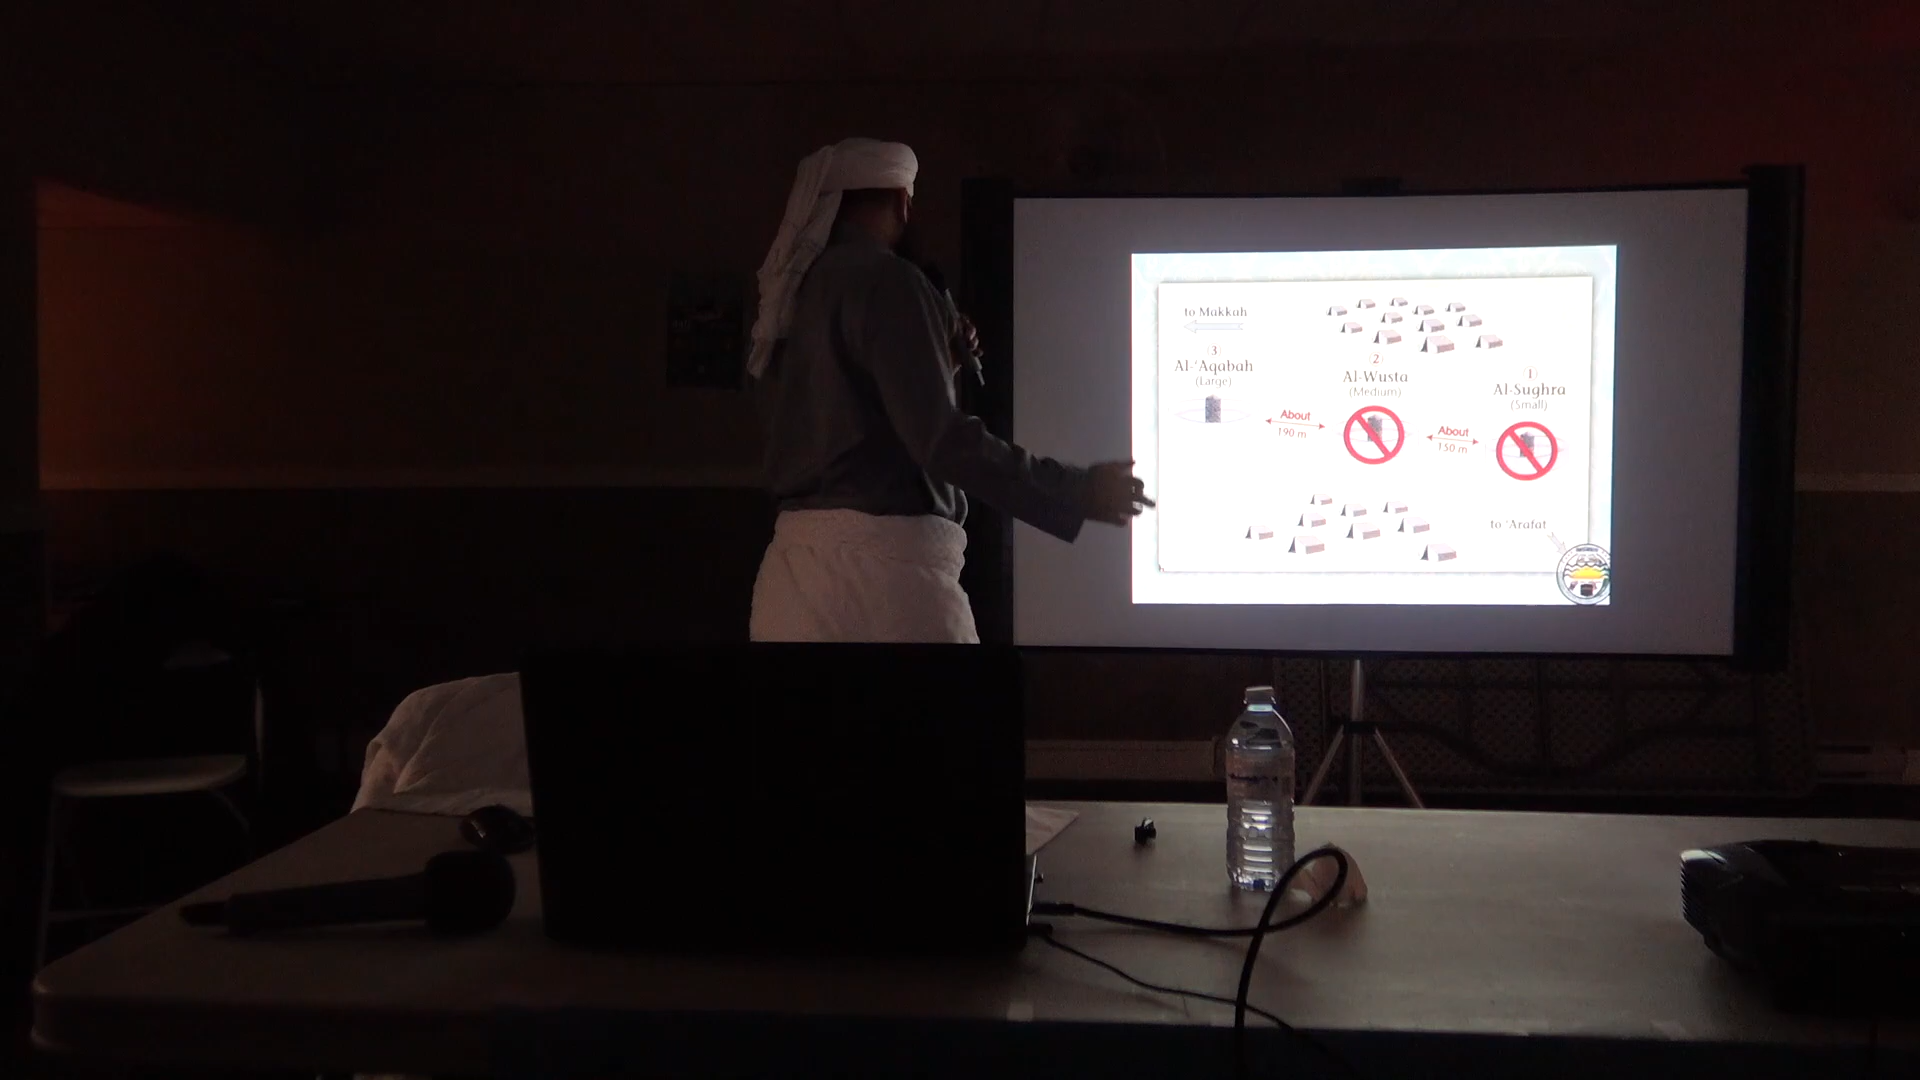 to Makkah
③
Al-‘Aqabah
(Large)
②
Al-Wusta
(Medium)
①
Al-Sughra
(Small)
About
190 m
About
150 m
to ‘Arafat